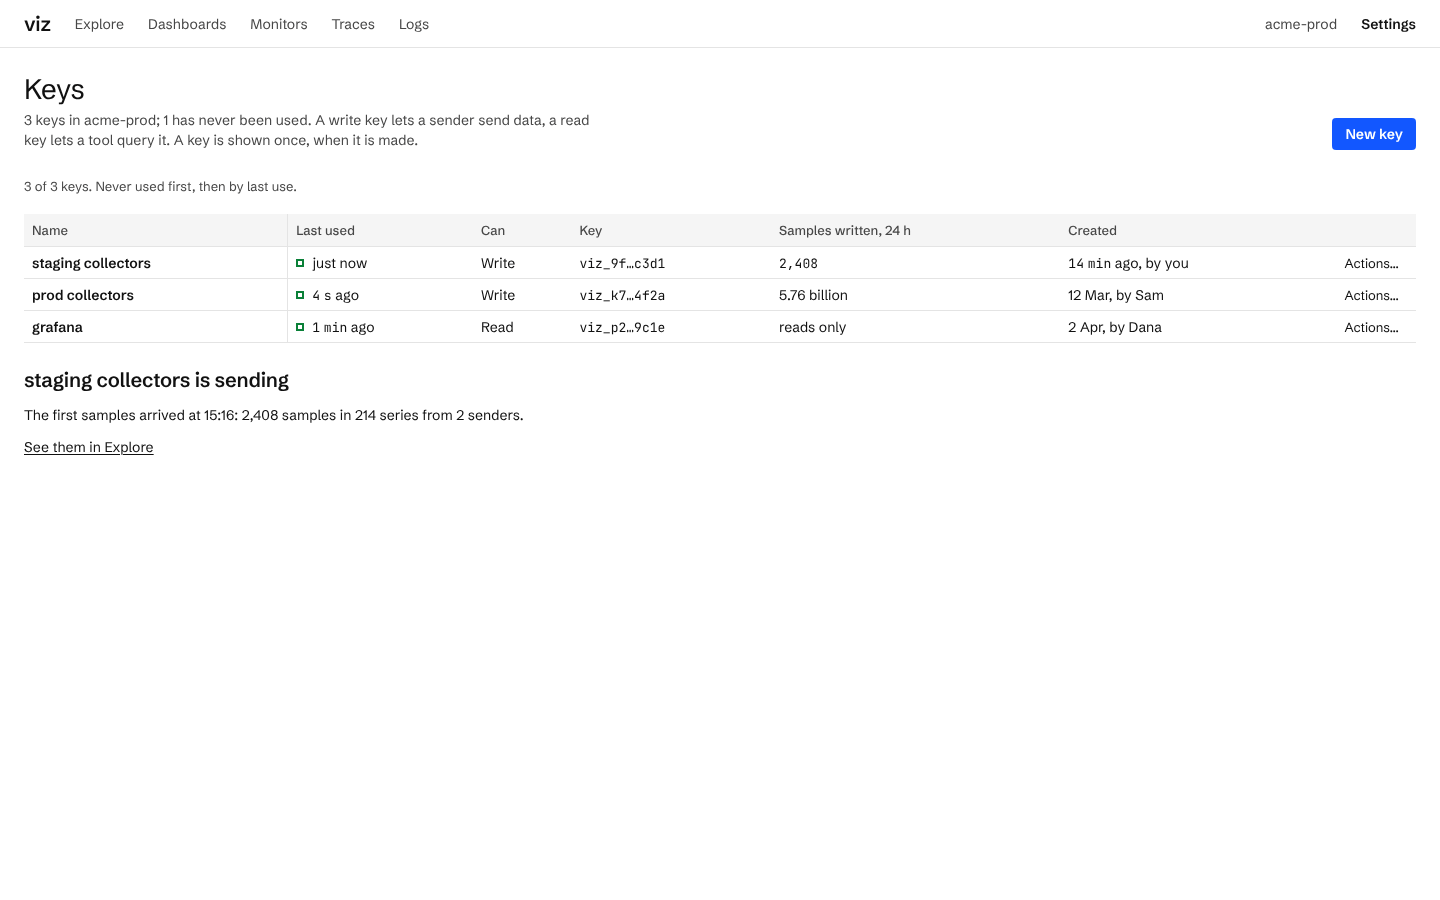 viz Explore Dashboards Monitors Traces Logs acme-prod Settings
Keys
3 keys in acme-prod; 1 has never been used. A write key lets a sender send data, a read
key lets a tool query it. A key is shown once, when it is made.
New key
3 of 3 keys. Never used first, then by last use.
Name Last used Can Key Samples written, 24 h Created
staging collectors just now Write viz_9f…c3d1 2,408 14 min ago, by you Actions…
prod collectors 4 s ago Write viz_k7…4f2a 5.76 billion 12 Mar, by Sam Actions…
grafana 1 min ago Read viz_p2…9c1e reads only 2 Apr, by Dana Actions…
staging collectors is sending
The first samples arrived at 15:16: 2,408 samples in 214 series from 2 senders.
See them in Explore